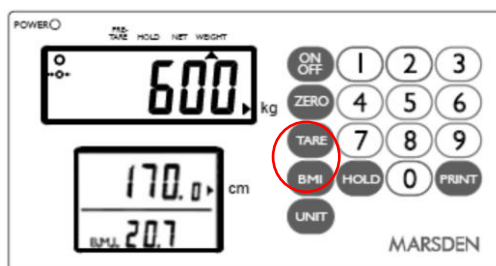 POWER
PRE-TARE HOLD NET WEIGHT
600 kg
170.0 cm
B.M.I. 20.7
ON OFF 1 2 3
ZERO 4 5 6
TARE 7 8 9
BMI HOLD 0 PRINT
UNIT
MARSDEN